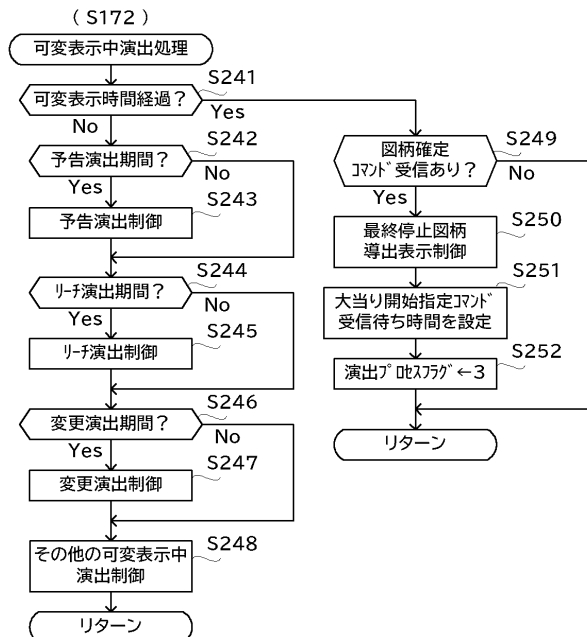 ( S172 )
可変表示中演出処理
S241
可変表示時間経過？
Yes
No
S242
予告演出期間？
No
Yes
S243
予告演出制御
S244
ﾘｰﾁ演出期間？
No
Yes
S245
ﾘｰﾁ演出制御
S246
変更演出期間？
No
Yes
S247
変更演出制御
S248
その他の可変表示中
演出制御
リターン
S249
図柄確定
ｺﾏﾝﾄﾞ受信あり？
No
Yes
S250
最終停止図柄
導出表示制御
S251
大当り開始指定ｺﾏﾝﾄﾞ
受信待ち時間を設定
S252
演出ﾌﾟﾛｾｽﾌﾗｸﾞ←3
リターン